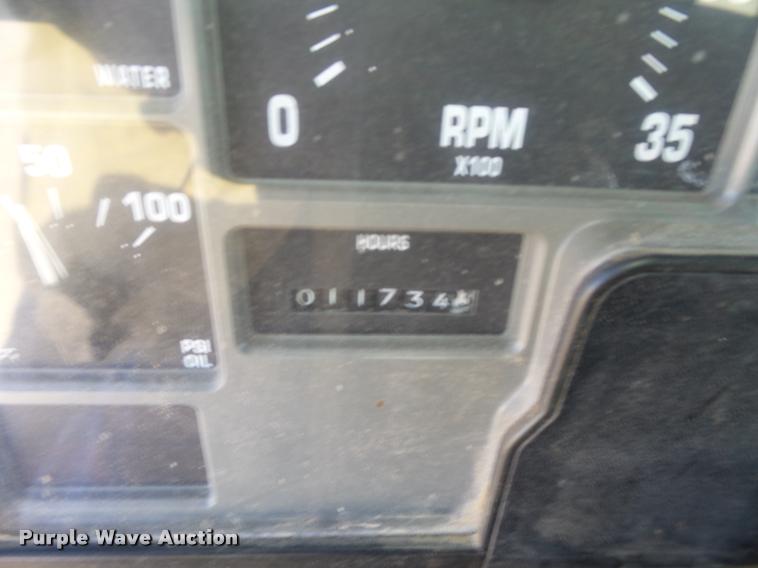 WATER
0
RPM
X100
35
50
100
HOURS
011734
PSI
OIL
Purple Wave Auction